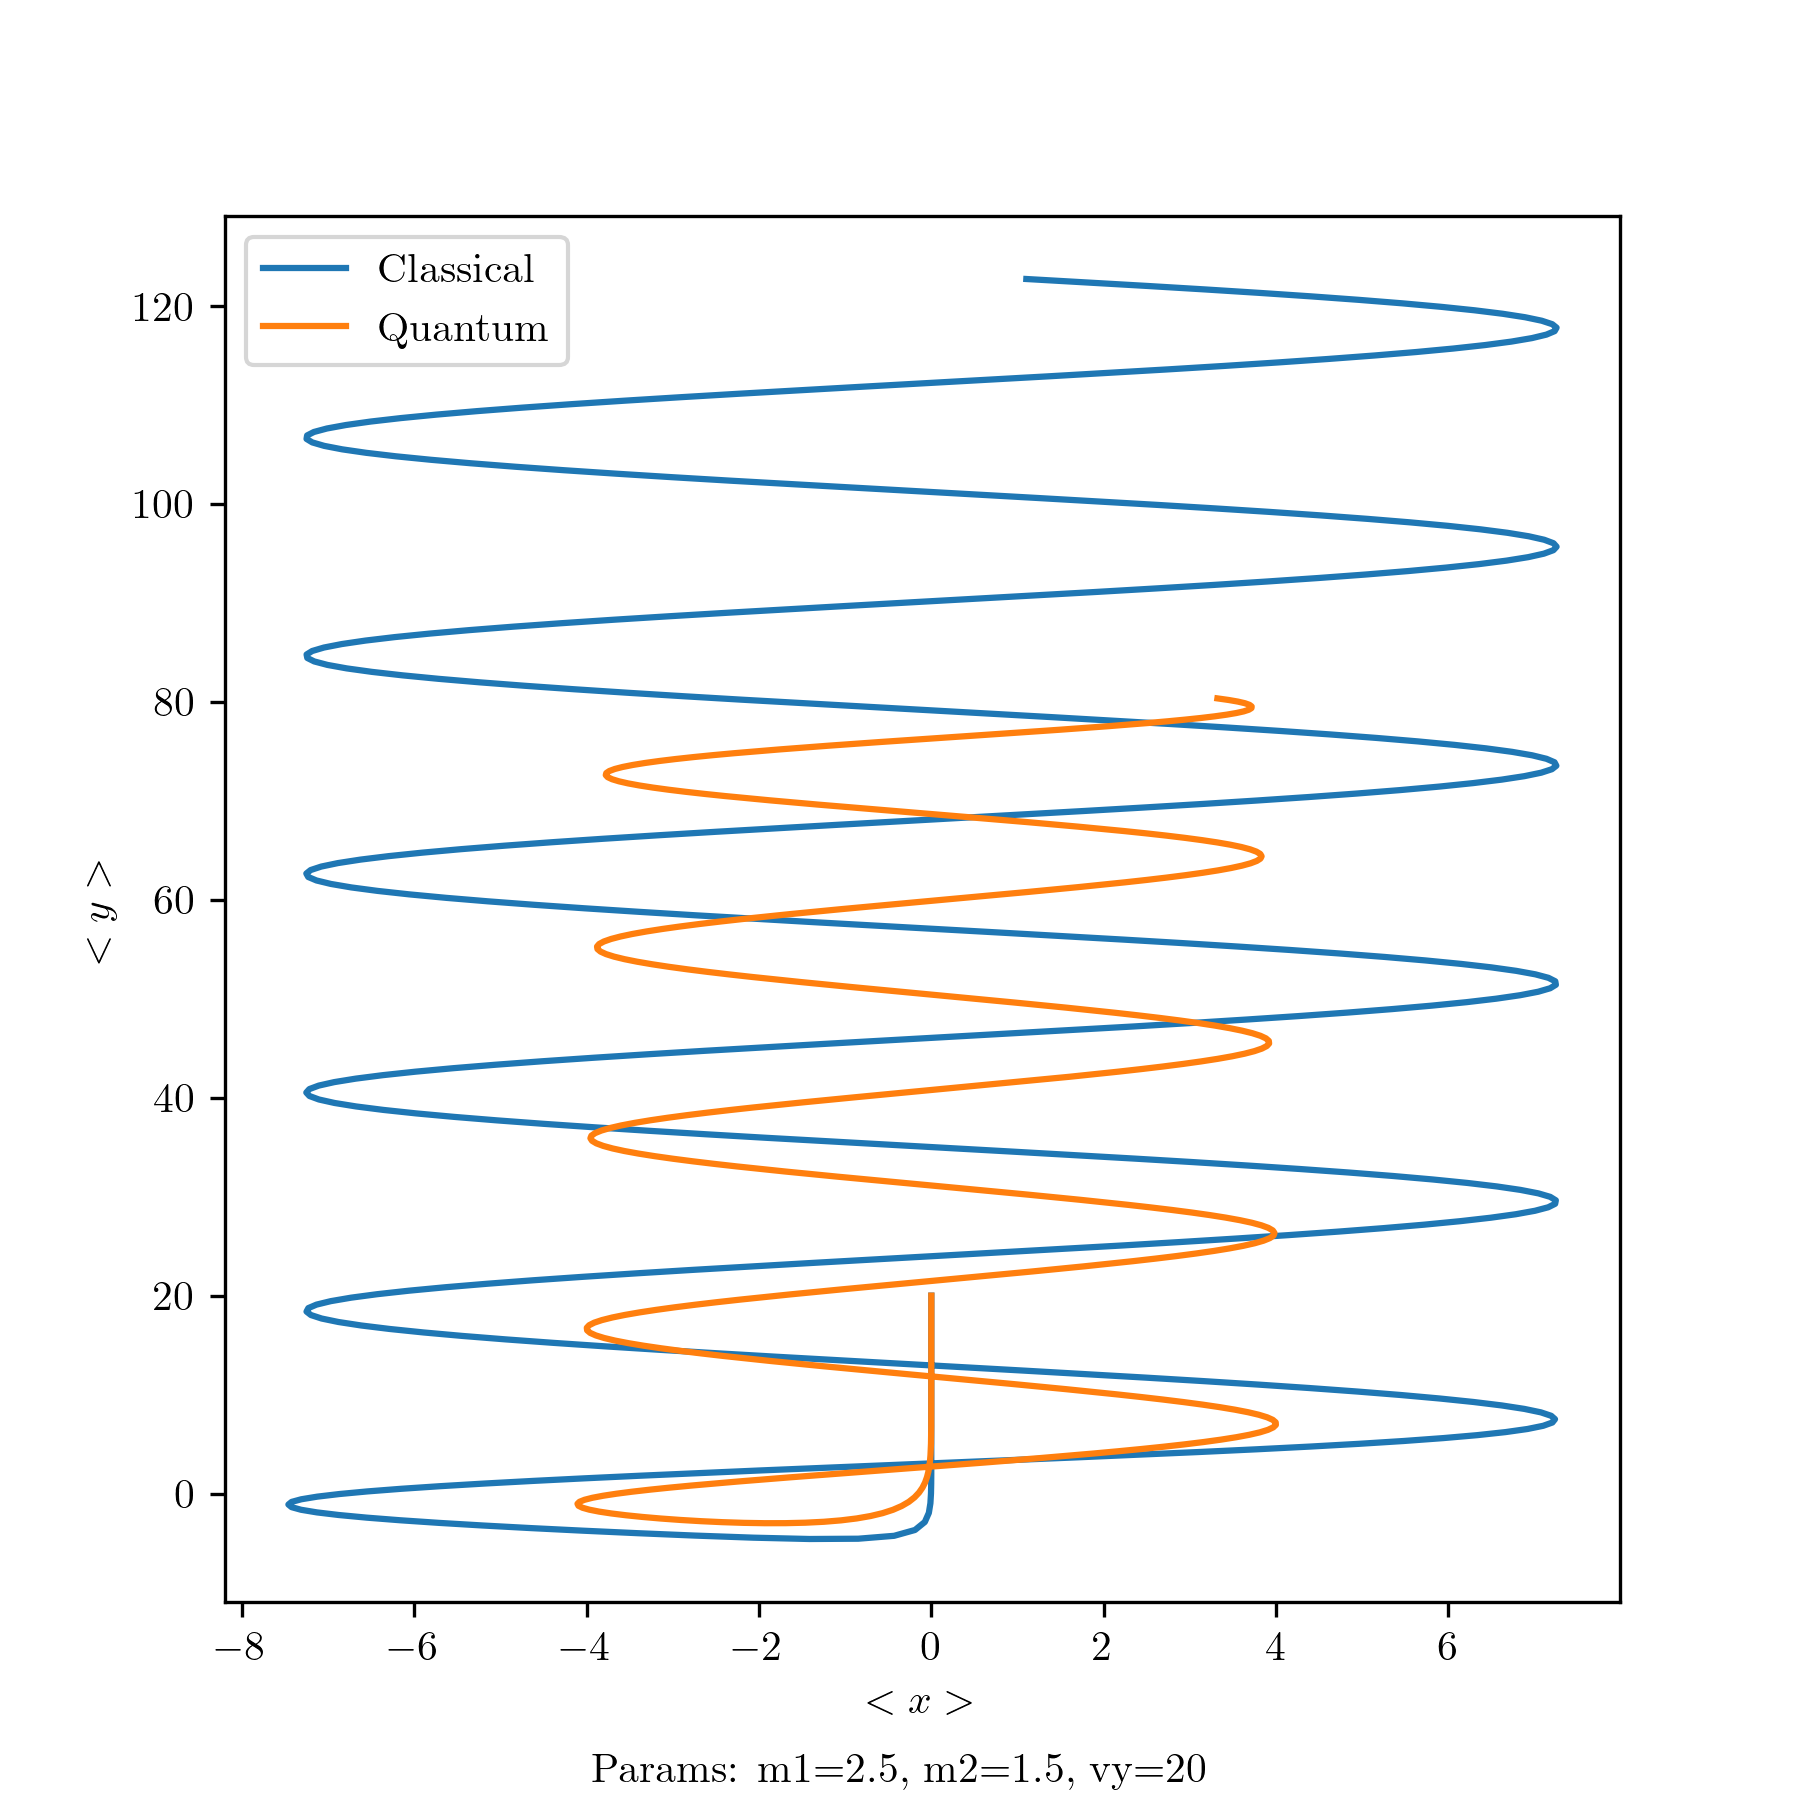 Classical
Quantum
120
100
80
60
40
20
0
< y >
−8 −6 −4 −2 0 2 4 6
< x >
Params: m1=2.5, m2=1.5, vy=20